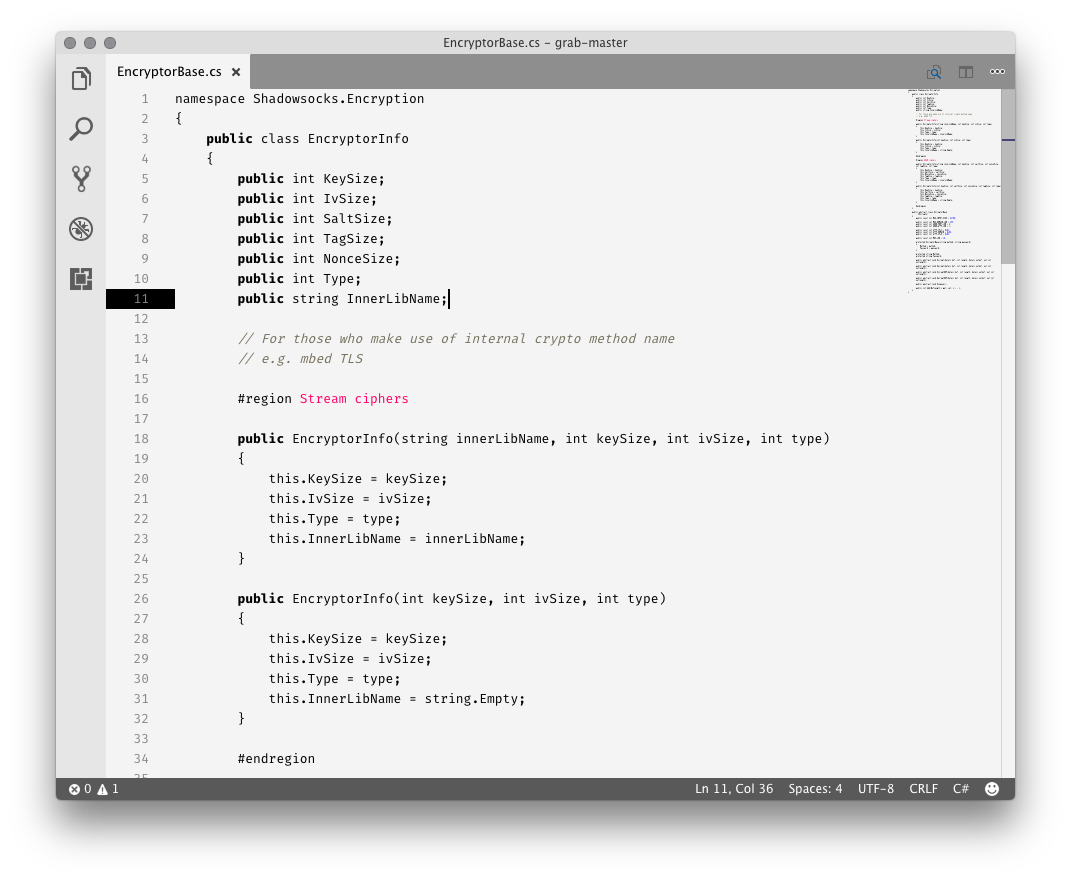 EncryptorBase.cs – grab-master
EncryptorBase.cs ×
1 namespace Shadowsocks.Encryption
2 {
3     public class EncryptorInfo
4     {
5         public int KeySize;
6         public int IvSize;
7         public int SaltSize;
8         public int TagSize;
9         public int NonceSize;
10         public int Type;
11         public string InnerLibName;
12
13         // For those who make use of internal crypto method name
14         // e.g. mbed TLS
15
16         #region Stream ciphers
17
18         public EncryptorInfo(string innerLibName, int keySize, int ivSize, int type)
19         {
20             this.KeySize = keySize;
21             this.IvSize = ivSize;
22             this.Type = type;
23             this.InnerLibName = innerLibName;
24         }
25
26         public EncryptorInfo(int keySize, int ivSize, int type)
27         {
28             this.KeySize = keySize;
29             this.IvSize = ivSize;
30             this.Type = type;
31             this.InnerLibName = string.Empty;
32         }
33
34         #endregion
0 1 Ln 11, Col 36 Spaces: 4 UTF-8 CRLF C#